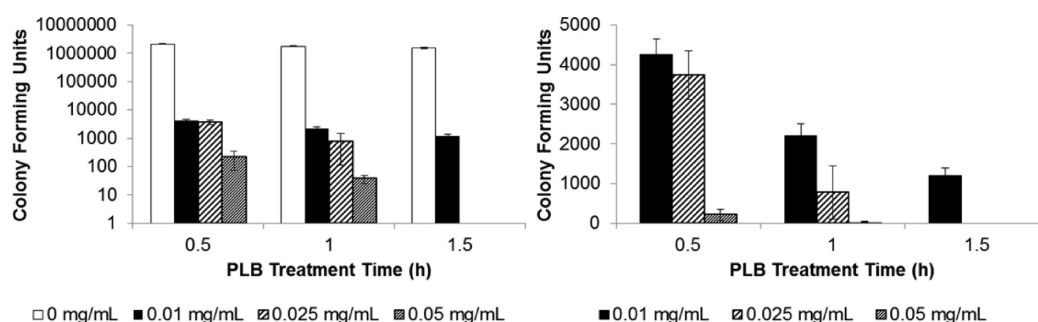 Colony Forming Units
10000000
1000000
100000
10000
1000
100
10
1
0.5
1
1.5
PLB Treatment Time (h)
0 mg/mL
0.01 mg/mL
0.025 mg/mL
0.05 mg/mL
Colony Forming Units
5000
4000
3000
2000
1000
0
0.5
1
1.5
PLB Treatment Time (h)
0.01 mg/mL
0.025 mg/mL
0.05 mg/mL